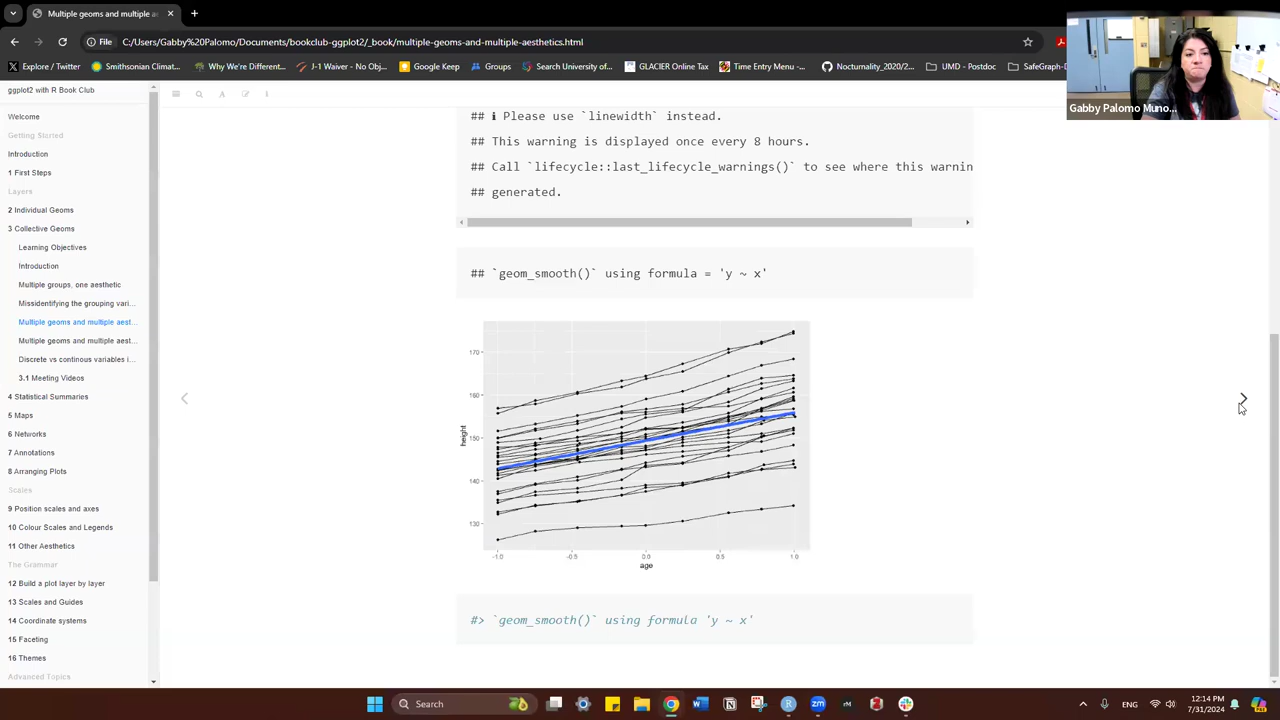 Multiple geoms and multiple ae
File
C:/Users/Gabby%20Palomo/Documents/bookclub-ggplot2/_book/multiple-geoms-and-multiple-aesthetics.html
Explore / Twitter
Smithsonian Climat...
Why We're Different...
J-1 Waiver - No Obj...
Google Keep
Home - University of...
GLACIER Online Tax
Time Entry Menu -...
Nocturnality_2020/2...
UMD - Postdoc
SafeGraph-
Gabby Palomo Muno...
ggplot2 with R Book Club
Welcome
Getting Started
Introduction
1 First Steps
Layers
2 Individual Geoms
3 Collective Geoms
Learning Objectives
Introduction
Multiple groups, one aesthetic
Missidentifying the grouping vari...
Multiple geoms and multiple aest...
Multiple geoms and multiple aest...
Discrete vs continous variables i...
3.1 Meeting Videos
4 Statistical Summaries
5 Maps
6 Networks
7 Annotations
8 Arranging Plots
Scales
9 Position scales and axes
10 Colour Scales and Legends
11 Other Aesthetics
The Grammar
12 Build a plot layer by layer
13 Scales and Guides
14 Coordinate systems
15 Faceting
16 Themes
Advanced Topics
## ℹ Please use `linewidth` instead.
## This warning is displayed once every 8 hours.
## Call `lifecycle::last_lifecycle_warnings()` to see where this warnin
## generated.
## `geom_smooth()` using formula = 'y ~ x'
170
160
150
140
130
height
-1.0 -0.5 0.0 0.5 1.0
age
#> `geom_smooth()` using formula 'y ~ x'
Search
ENG
12:14 PM
7/31/2024